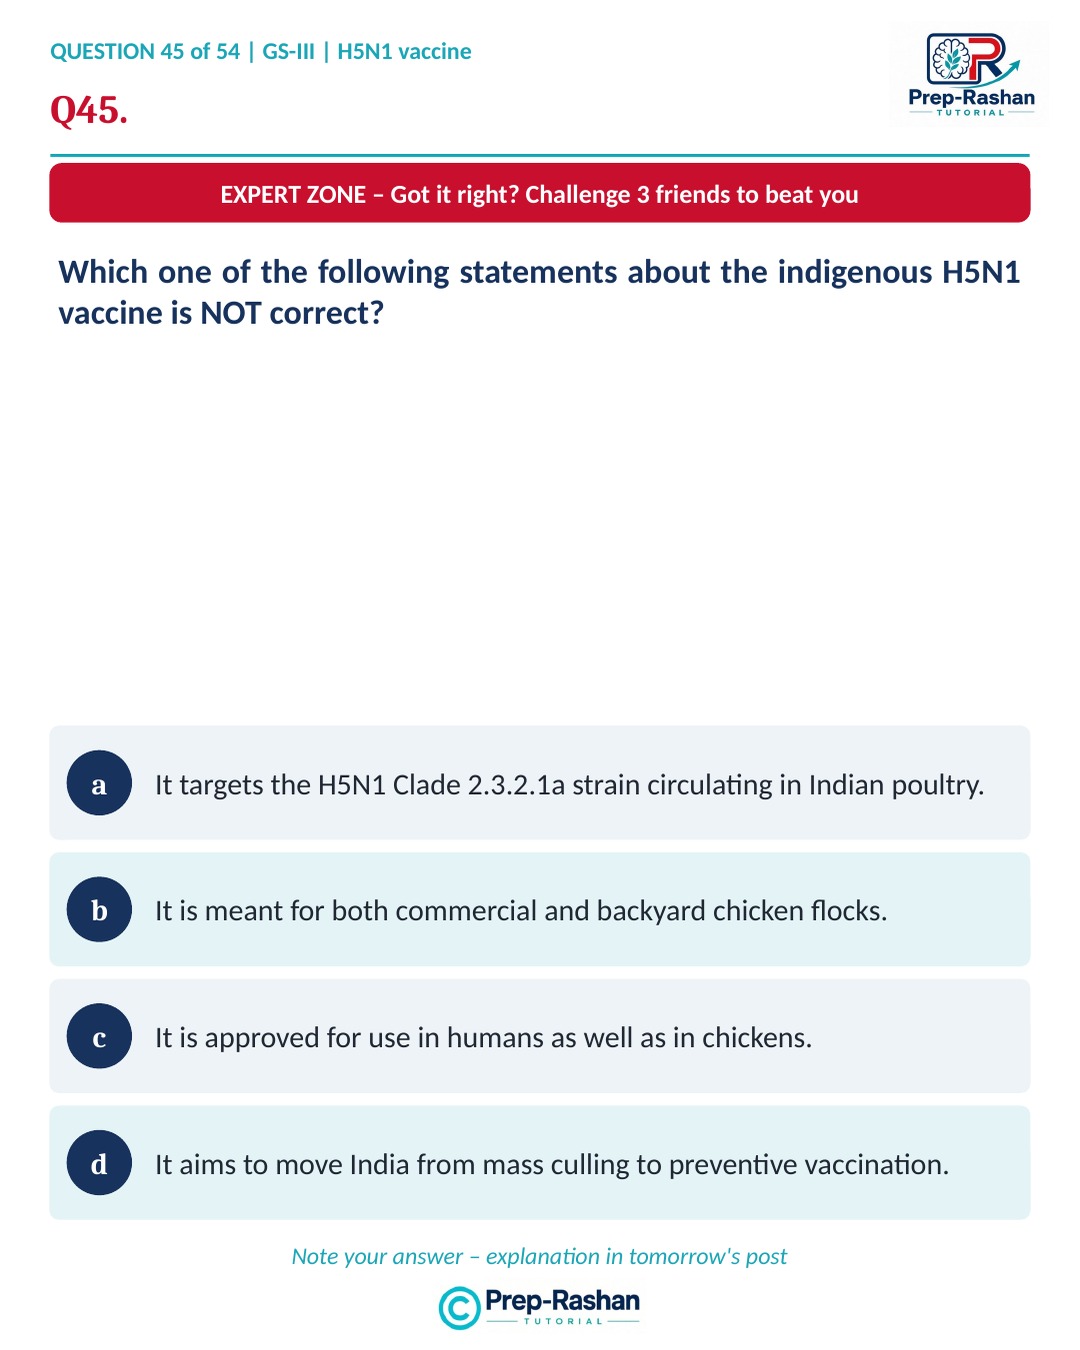 QUESTION 45 of 54 | GS-III | H5N1 vaccine
Q45.
R
Prep-Rashan
TUTORIAL
EXPERT ZONE – Got it right? Challenge 3 friends to beat you
Which one of the following statements about the indigenous H5N1
vaccine is NOT correct?
a It targets the H5N1 Clade 2.3.2.1a strain circulating in Indian poultry.
b It is meant for both commercial and backyard chicken flocks.
c It is approved for use in humans as well as in chickens.
d It aims to move India from mass culling to preventive vaccination.
Note your answer – explanation in tomorrow's post
© Prep-Rashan
TUTORIAL